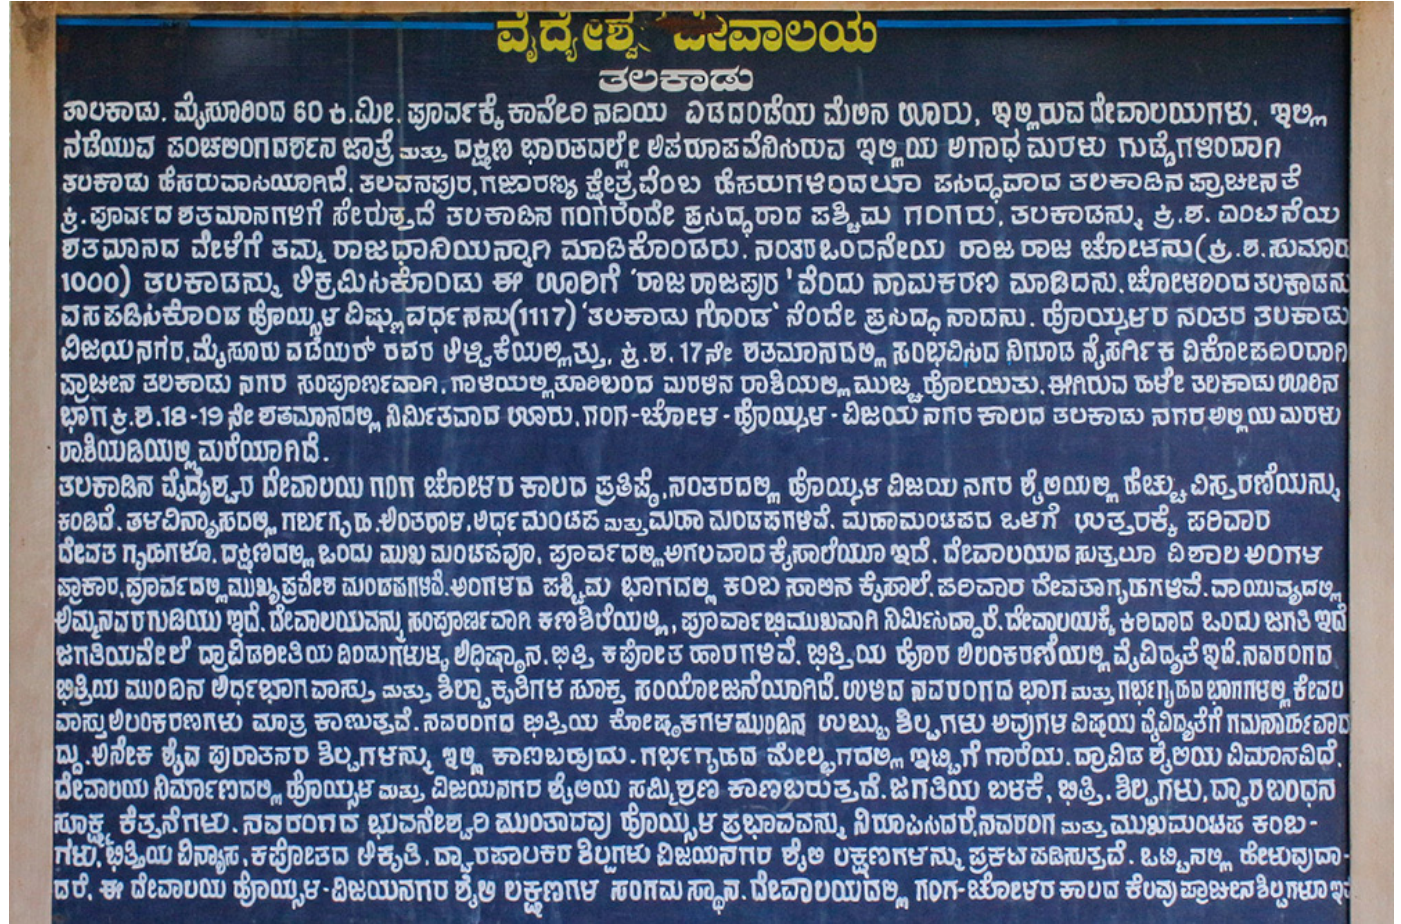 ವೈದ್ಯೇಶ್ವ ದೇವಾಲಯ
ತಲಕಾಡು
ತಾಲಕಾಡು. ಮೈಸೂರಿಂದ 60 ಕಿ.ಮೀ. ಪೂರ್ವಕ್ಕೆ ಕಾವೇರಿ ನದಿಯ ಎಡದಂಡೆಯ ಮೆಲಿನ ಊರು, ಇಲ್ಲಿರುವ ದೇವಾಲಯಗಳು, ಇಲ್ಲಿ
ನಡೆಯುವ ಪಂಚಲಿಂಗದರ್ಶನ ಜಾತ್ರೆ ಮತ್ತು ದಕ್ಷಿಣ ಭಾರತದಲ್ಲೇ ಅಪರೂಪವೆನಿಸಿರುವ ಇಲ್ಲಿಯ ಅಗಾಧ ಮರಳು ಗುಡ್ಡೆಗಳಿಂದಾಗಿ
ತಲಕಾಡು ಹೆಸರುವಾಸಿಯಾಗಿದೆ. ತಲವನಪುರ, ಗಜಾರಣ್ಯ ಕ್ಷೇತ್ರವೆಂಬ ಹೆಸರುಗಳಿಂದಲೂ ಪಸಿದ್ಧವಾದ ತಲಕಾಡಿನ ಪ್ರಾಚೀನತೆ
ಕ್ರಿ.ಪೂರ್ವದ ಶತಮಾನಗಳಿಗೆ ಸೇರುತ್ತದೆ ತಲಕಾಡಿನ ಗಂಗರೆಂದೇ ಪ್ರಸಿದ್ಧರಾದ ಪಶ್ಚಿಮ ಗಂಗರು, ತಲಕಾಡನ್ನು ಕ್ರಿ.ಶ. ಎಂಟನೆಯ
ಶತಮಾನದ ವೇಳೆಗೆ ತಮ್ಮ ರಾಜಧಾನಿಯನ್ನಾಗಿ ಮಾಡಿಕೊಂಡರು. ನಂತರ ಒಂದನೇಯ ರಾಜ ರಾಜ ಚೋಳನು(ಕ್ರಿ.ಶ.ಸುಮಾರು
1000) ತಲಕಾಡನ್ನು ಆಕ್ರಮಿಸಿಕೊಂಡು ಈ ಊರಿಗೆ 'ರಾಜರಾಜಪುರ' ವೆಂದು ನಾಮಕರಣ ಮಾಡಿದನು. ಚೋಳರಿಂದ ತಲಕಾಡನು
ವಸಪಡಿಸಿಕೊಂಡ ಹೊಯ್ಸಳ ವಿಷ್ಣುವರ್ಧನನು(1117) 'ತಲಕಾಡು ಗೊಂಡ' ನೆಂದೇ ಪ್ರಸಿದ್ಧ ನಾದನು. ಹೊಯ್ಸಳರ ನಂತರ ತಲಕಾಡು
ವಿಜಯನಗರ, ಮೈಸೂರು ವಡೆಯರ್ ರವರ ಆಳ್ವಿಕೆಯಲ್ಲಿತ್ತು. ಕ್ರಿ.ಶ. 17ನೇ ಶತಮಾನದಲ್ಲಿ ಸಂಭವಿಸಿದ ನಿಗೂಡ ನೈಸರ್ಗಿಕ ವಿಕೋಪದಿಂದಾಗಿ
ಪ್ರಾಚೀನ ತಲಕಾಡು ನಗರ ಸಂಪೂರ್ಣವಾಗಿ. ಗಾಳಿಯಲ್ಲಿ ತೂರಿಬಂದ ಮರಳಿನ ರಾಶಿಯಲ್ಲಿ ಮುಚ್ಚಿಹೋಯಿತು. ಈಗಿರುವ ಹಳೇ ತಲಕಾಡು ಊರಿನ
ಭಾಗ ಕ್ರಿ.ಶ.18-19 ನೇ ಶತಮಾನದಲ್ಲಿ ನಿರ್ಮಿತವಾದ ಊರು. ಗಂಗ-ಚೋಳ-ಹೊಯ್ಸಳ-ವಿಜಯ ನಗರ ಕಾಲದ ತಲಕಾಡು ನಗರ ಅಲ್ಲಿಯ ಮರಳು
ರಾಶಿಯಡಿಯಲ್ಲಿ ಮರೆಯಾಗಿದೆ.
ತಲಕಾಡಿನ ವೈದ್ಯೆಶ್ವರ ದೇವಾಲಯ ಗಂಗ ಚೋಳರ ಕಾಲದ ಪ್ರತಿಷ್ಠೆ, ನಂತರದಲ್ಲಿ ಹೊಯ್ಸಳ ವಿಜಯ ನಗರ ಶೈಲಿಯಲ್ಲಿ ಹೆಚ್ಚು ವಿಸ್ತರಣೆಯನ್ನು
ಕಂಡಿದೆ. ತಳವಿನ್ಯಾಸದಲ್ಲಿ ಗರ್ಬಗೃಹ, ಅಂತರಾಳ, ಅರ್ಧಮಂಟಪ ಮತ್ತು ಮಹಾ ಮಂಡಪಗಳಿವೆ. ಮಹಾಮಂಟಪದ ಒಳಗೆ ಉತ್ತರಕ್ಕೆ ಪರಿವಾರ
ದೇವತ ಗೃಹಗಳೂ, ದಕ್ಷಿಣದಲ್ಲಿ ಒಂದು ಮುಖ ಮಂಟಪವೂ, ಪೂರ್ವದಲ್ಲಿ ಅಗಲವಾದ ಕೈಸಾಲೆಯೂ ಇದೆ. ದೇವಾಲಯದ ಸುತ್ತಲೂ ವಿಶಾಲ ಅಂಗಳ
ಪ್ರಾಕಾರ, ಪೂರ್ವದಲ್ಲಿ ಮುಖ್ಯ ಪ್ರವೇಶ ಮಂಡಪಗಳಿದೆ. ಅಂಗಳದ ಪಶ್ಚಿಮ ಭಾಗದಲ್ಲಿ ಕಂಬ ಸಾಲಿನ ಕೈಸಾಲೆ. ಪರಿವಾರ ದೇವತಾಗೃಹಗಳಿವೆ. ವಾಯುವ್ಯದಲ್ಲಿ
ಅಮ್ಮನವರ ಗುಡಿಯು ಇದೆ. ದೇವಾಲಯವನ್ನು ಸಂಪೂರ್ಣವಾಗಿ ಕಣಶಿಲೆಯಲ್ಲಿ, ಪೂರ್ವಾಭಿಮುಖವಾಗಿ ನಿರ್ಮಿಸಿದ್ದಾರೆ. ದೇವಾಲಯಕ್ಕೆ ಕಿರಿದಾದ ಒಂದು ಜಗತಿ ಇದೆ
ಜಗತಿಯವೇಲೆ ದ್ರಾವಿಡರೀತಿಯ ದಿಂಡುಗಳುಳ್ಳ ಅಧಿಷ್ಠಾನ. ಭಿತ್ತಿ ಕಪೋತ ಹಾರಗಳಿವೆ. ಭಿತ್ತಿಯ ಹೊರ ಅಲಂಕರಣೆಯಲ್ಲಿ ವೈವಿದ್ಯತೆ ಇದೆ. ನವರಂಗದ
ಭಿತ್ತಿಯ ಮುಂದಿನ ಅರ್ದಭಾಗ ವಾಸ್ತು ಮತ್ತು ಶಿಲ್ಪಾಕೃತಿಗಳ ಸೂಕ್ತ ಸಂಯೋಜನೆಯಾಗಿದೆ. ಉಳಿದ ನವರಂಗದ ಭಾಗ ಮತ್ತು ಗರ್ಭಗೃಹದ ಭಾಗಗಳಲ್ಲಿ ಕೇವಲ
ವಾಸ್ತು ಅಲಂಕರಣಗಳು ಮಾತ್ರ ಕಾಣುತ್ತವೆ. ನವರಂಗದ ಭಿತ್ತಿಯ ಕೋಷ್ಠಕಗಳ ಮುಂದಿನ ಉಬ್ಬು ಶಿಲ್ಪಗಳು ಅವುಗಳ ವಿಷಯ ವೈವಿದ್ಯತೆಗೆ ಗಮನಾರ್ಹವಾದ
ದ್ದು. ಅನೇಕ ಶೈವ ಪುರಾತನರ ಶಿಲ್ಪಗಳನ್ನು ಇಲ್ಲಿ ಕಾಣಬಹುದು. ಗರ್ಭಗೃಹದ ಮೇಲ್ಭಾಗದಲ್ಲಿ ಇಟ್ಟಿಗೆ ಗಾರೆಯ. ದ್ರಾವಿಡ ಶೈಲಿಯ ವಿಮಾನವಿದೆ.
ದೇವಾಲಯ ನಿರ್ಮಾಣದಲ್ಲಿ ಹೊಯ್ಸಳ ಮತ್ತು ವಿಜಯನಗರ ಶೈಲಿಯ ಸಮ್ಮಿಶ್ರಣ ಕಾಣಬರುತ್ತದೆ. ಜಗತಿಯ ಬಳಕೆ, ಭಿತ್ತಿ. ಶಿಲ್ಪಗಳು, ದ್ವಾರ ಬಂಧನ
ಸೂಕ್ಷ್ಮ ಕೆತ್ತನೆಗಳು. ನವರಂಗದ ಭುವನೇಶ್ವರಿ ಮುಂತಾದವು ಹೊಯ್ಸಳ ಪ್ರಭಾವವನ್ನು ನಿರೂಪಿಸಿದರೆ, ನವರಂಗ ಮತ್ತು ಮುಖಮಂಟಪ ಕಂಬ-
ಗಳು, ಭಿತ್ತಿಯ ವಿನ್ಯಾಸ, ಕಪೋತದ ಆಕೃತಿ. ದ್ವಾರಪಾಲಕರ ಶಿಲ್ಪಗಳು ವಿಜಯನಗರ ಶೈಲಿ ಲಕ್ಷಣಗಳನ್ನು ಪ್ರಕಟ ಪಡಿಸುತ್ತವೆ. ಒಟ್ಟಿನಲ್ಲಿ ಹೇಳುವುದಾ-
ದರೆ, ಈ ದೇವಾಲಯ ಹೊಯ್ಸಳ-ವಿಜಯನಗರ ಶೈಲಿ ಲಕ್ಷಣಗಳ ಸಂಗಮ ಸ್ಥಾನ. ದೇವಾಲಯದಲ್ಲಿ ಗಂಗ-ಚೋಳರ ಕಾಲದ ಕೆಲವು ಪ್ರಾಚೀನ ಶಿಲ್ಪಗಳೂ